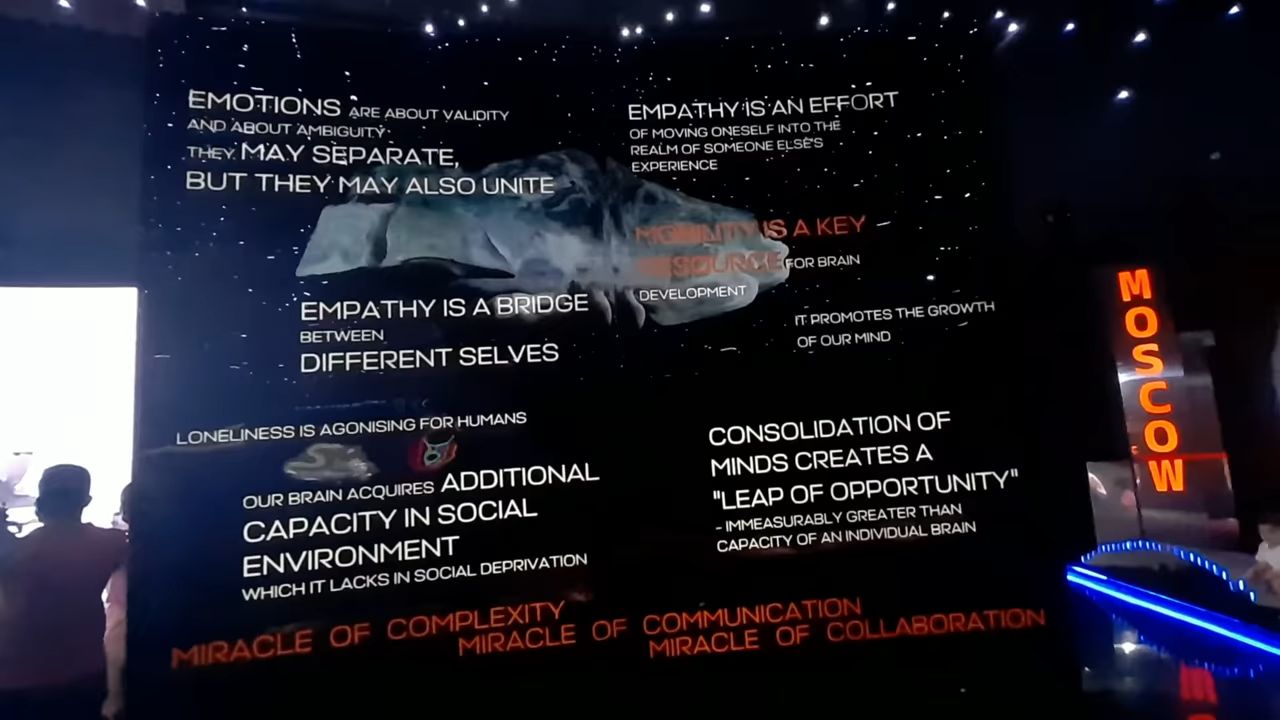 EMOTIONS ARE ABOUT VALIDITY
AND ABOUT AMBIGUITY
THEY MAY SEPARATE,
BUT THEY MAY ALSO UNITE
EMPATHY IS AN EFFORT
OF MOVING ONESELF INTO THE
REALM OF SOMEONE ELSE'S
EXPERIENCE
MOBILITY IS A KEY
RESOURCE FOR BRAIN
DEVELOPMENT
IT PROMOTES THE GROWTH
OF OUR MIND
EMPATHY IS A BRIDGE
BETWEEN
DIFFERENT SELVES
LONELINESS IS AGONISING FOR HUMANS
OUR BRAIN ACQUIRES ADDITIONAL
CAPACITY IN SOCIAL
ENVIRONMENT
WHICH IT LACKS IN SOCIAL DEPRIVATION
CONSOLIDATION OF
MINDS CREATES A
"LEAP OF OPPORTUNITY"
- IMMEASURABLY GREATER THAN
CAPACITY OF AN INDIVIDUAL BRAIN
MIRACLE OF COMPLEXITY
MIRACLE OF COMMUNICATION
MIRACLE OF COLLABORATION
MOSCOW